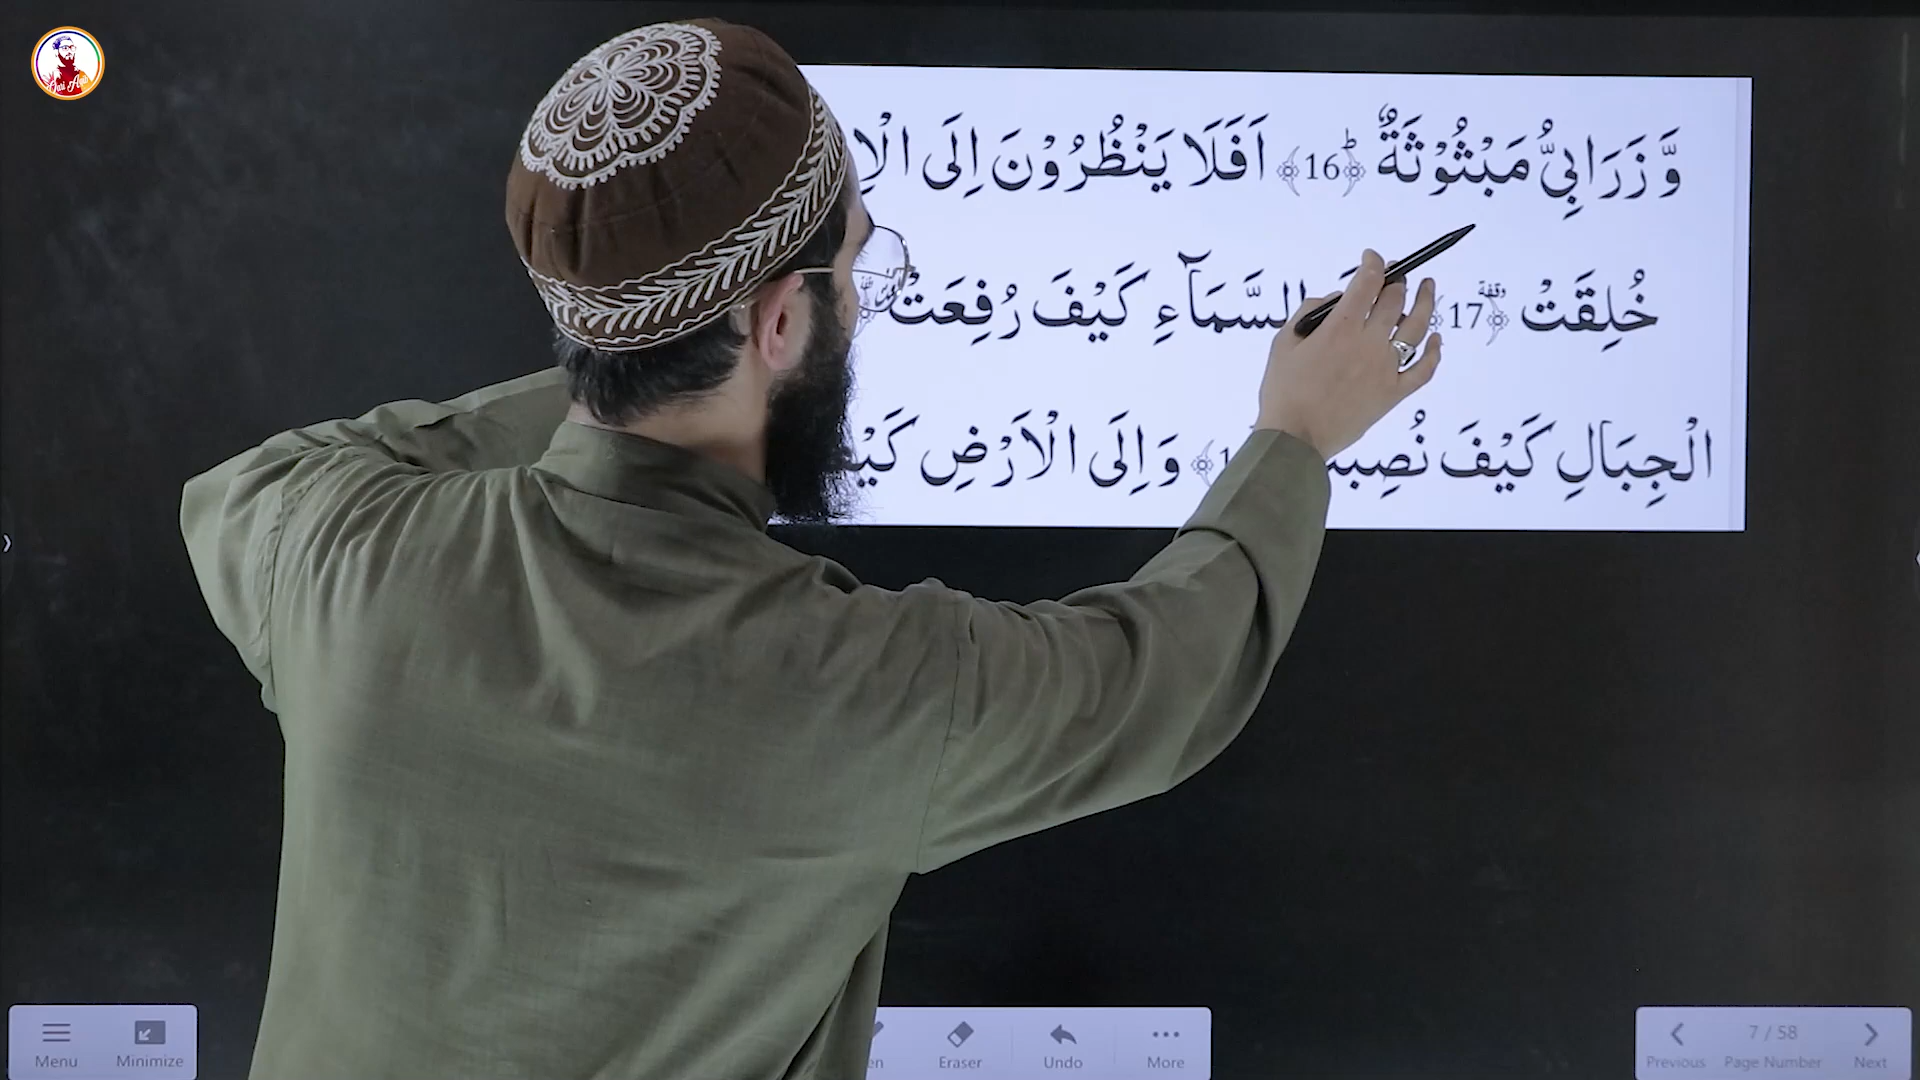 وَّ زَرَابِیُّ مَبْثُوْثَةٌ ؕ﴿16﴾ اَفَلَا یَنْظُرُوْنَ اِلَی
خُلِقَتْ ﴿17﴾ وقفة السَّمَآءِ کَیْفَ رُفِعَتْ
الْجِبَالِ کَیْفَ وَ اِلَی الْاَرْضِ
Menu Minimize Eraser Undo More Previous 7 / 58 Page Number Next